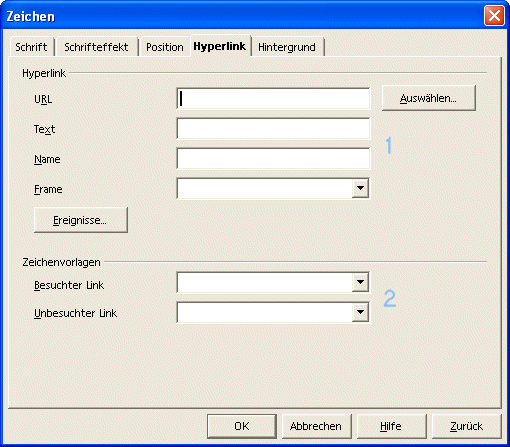 Zeichen
Schrift Schrifteffekt Position Hyperlink Hintergrund
Hyperlink
URL Auswählen...
Text
1
Name
Frame
Ereignisse...
Zeichenvorlagen
Besuchter Link
2
Unbesuchter Link
OK Abbrechen Hilfe Zurück